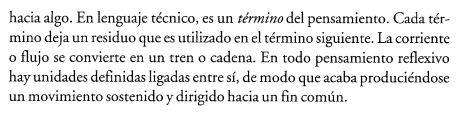 hacia algo. En lenguaje técnico, es un término del pensamiento. Cada tér-
mino deja un residuo que es utilizado en el término siguiente. La corriente
o flujo se convierte en un tren o cadena. En todo pensamiento reflexivo
hay unidades definidas ligadas entre sí, de modo que acaba produciéndose
un movimiento sostenido y dirigido hacia un fin común.